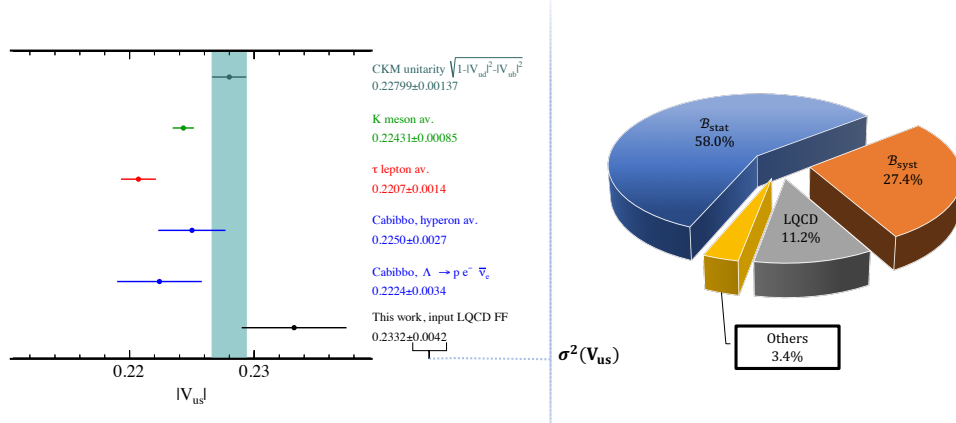 CKM unitarity √1-|V_ud|²-|V_ub|²
0.22799±0.00137
K meson av.
0.22431±0.00085
τ lepton av.
0.2207±0.0014
Cabibbo, hyperon av.
0.2250±0.0027
Cabibbo, Λ → p e⁻ ν̅_e
0.2224±0.0034
This work, input LQCD FF
0.2332±0.0042
0.22 0.23
|V_us|
σ²(V_us)
ℬ_stat
58.0%
ℬ_syst
27.4%
LQCD
11.2%
Others
3.4%